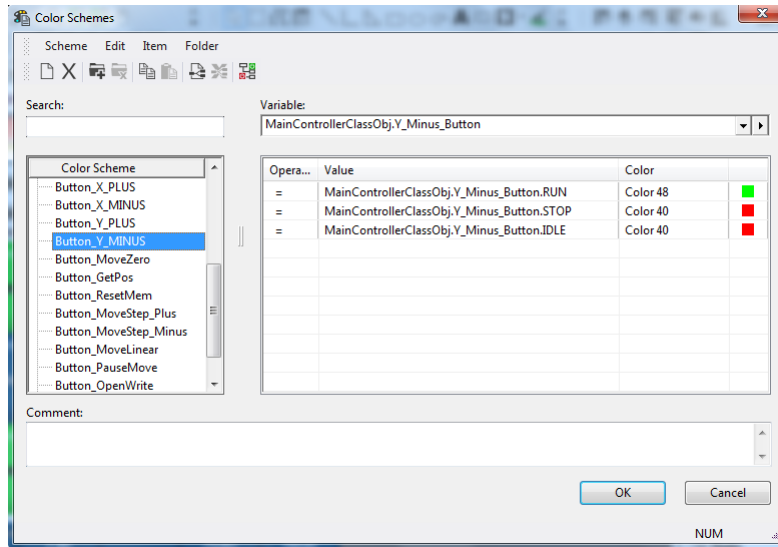 Color Schemes
Scheme Edit Item Folder
Search:
Variable:
MainControllerClassObj.Y_Minus_Button
Color Scheme
Button_X_PLUS
Button_X_MINUS
Button_Y_PLUS
Button_Y_MINUS
Button_MoveZero
Button_GetPos
Button_ResetMem
Button_MoveStep_Plus
Button_MoveStep_Minus
Button_MoveLinear
Button_PauseMove
Button_OpenWrite
Opera... Value Color
= MainControllerClassObj.Y_Minus_Button.RUN Color 48
= MainControllerClassObj.Y_Minus_Button.STOP Color 40
= MainControllerClassObj.Y_Minus_Button.IDLE Color 40
Comment:
OK Cancel
NUM